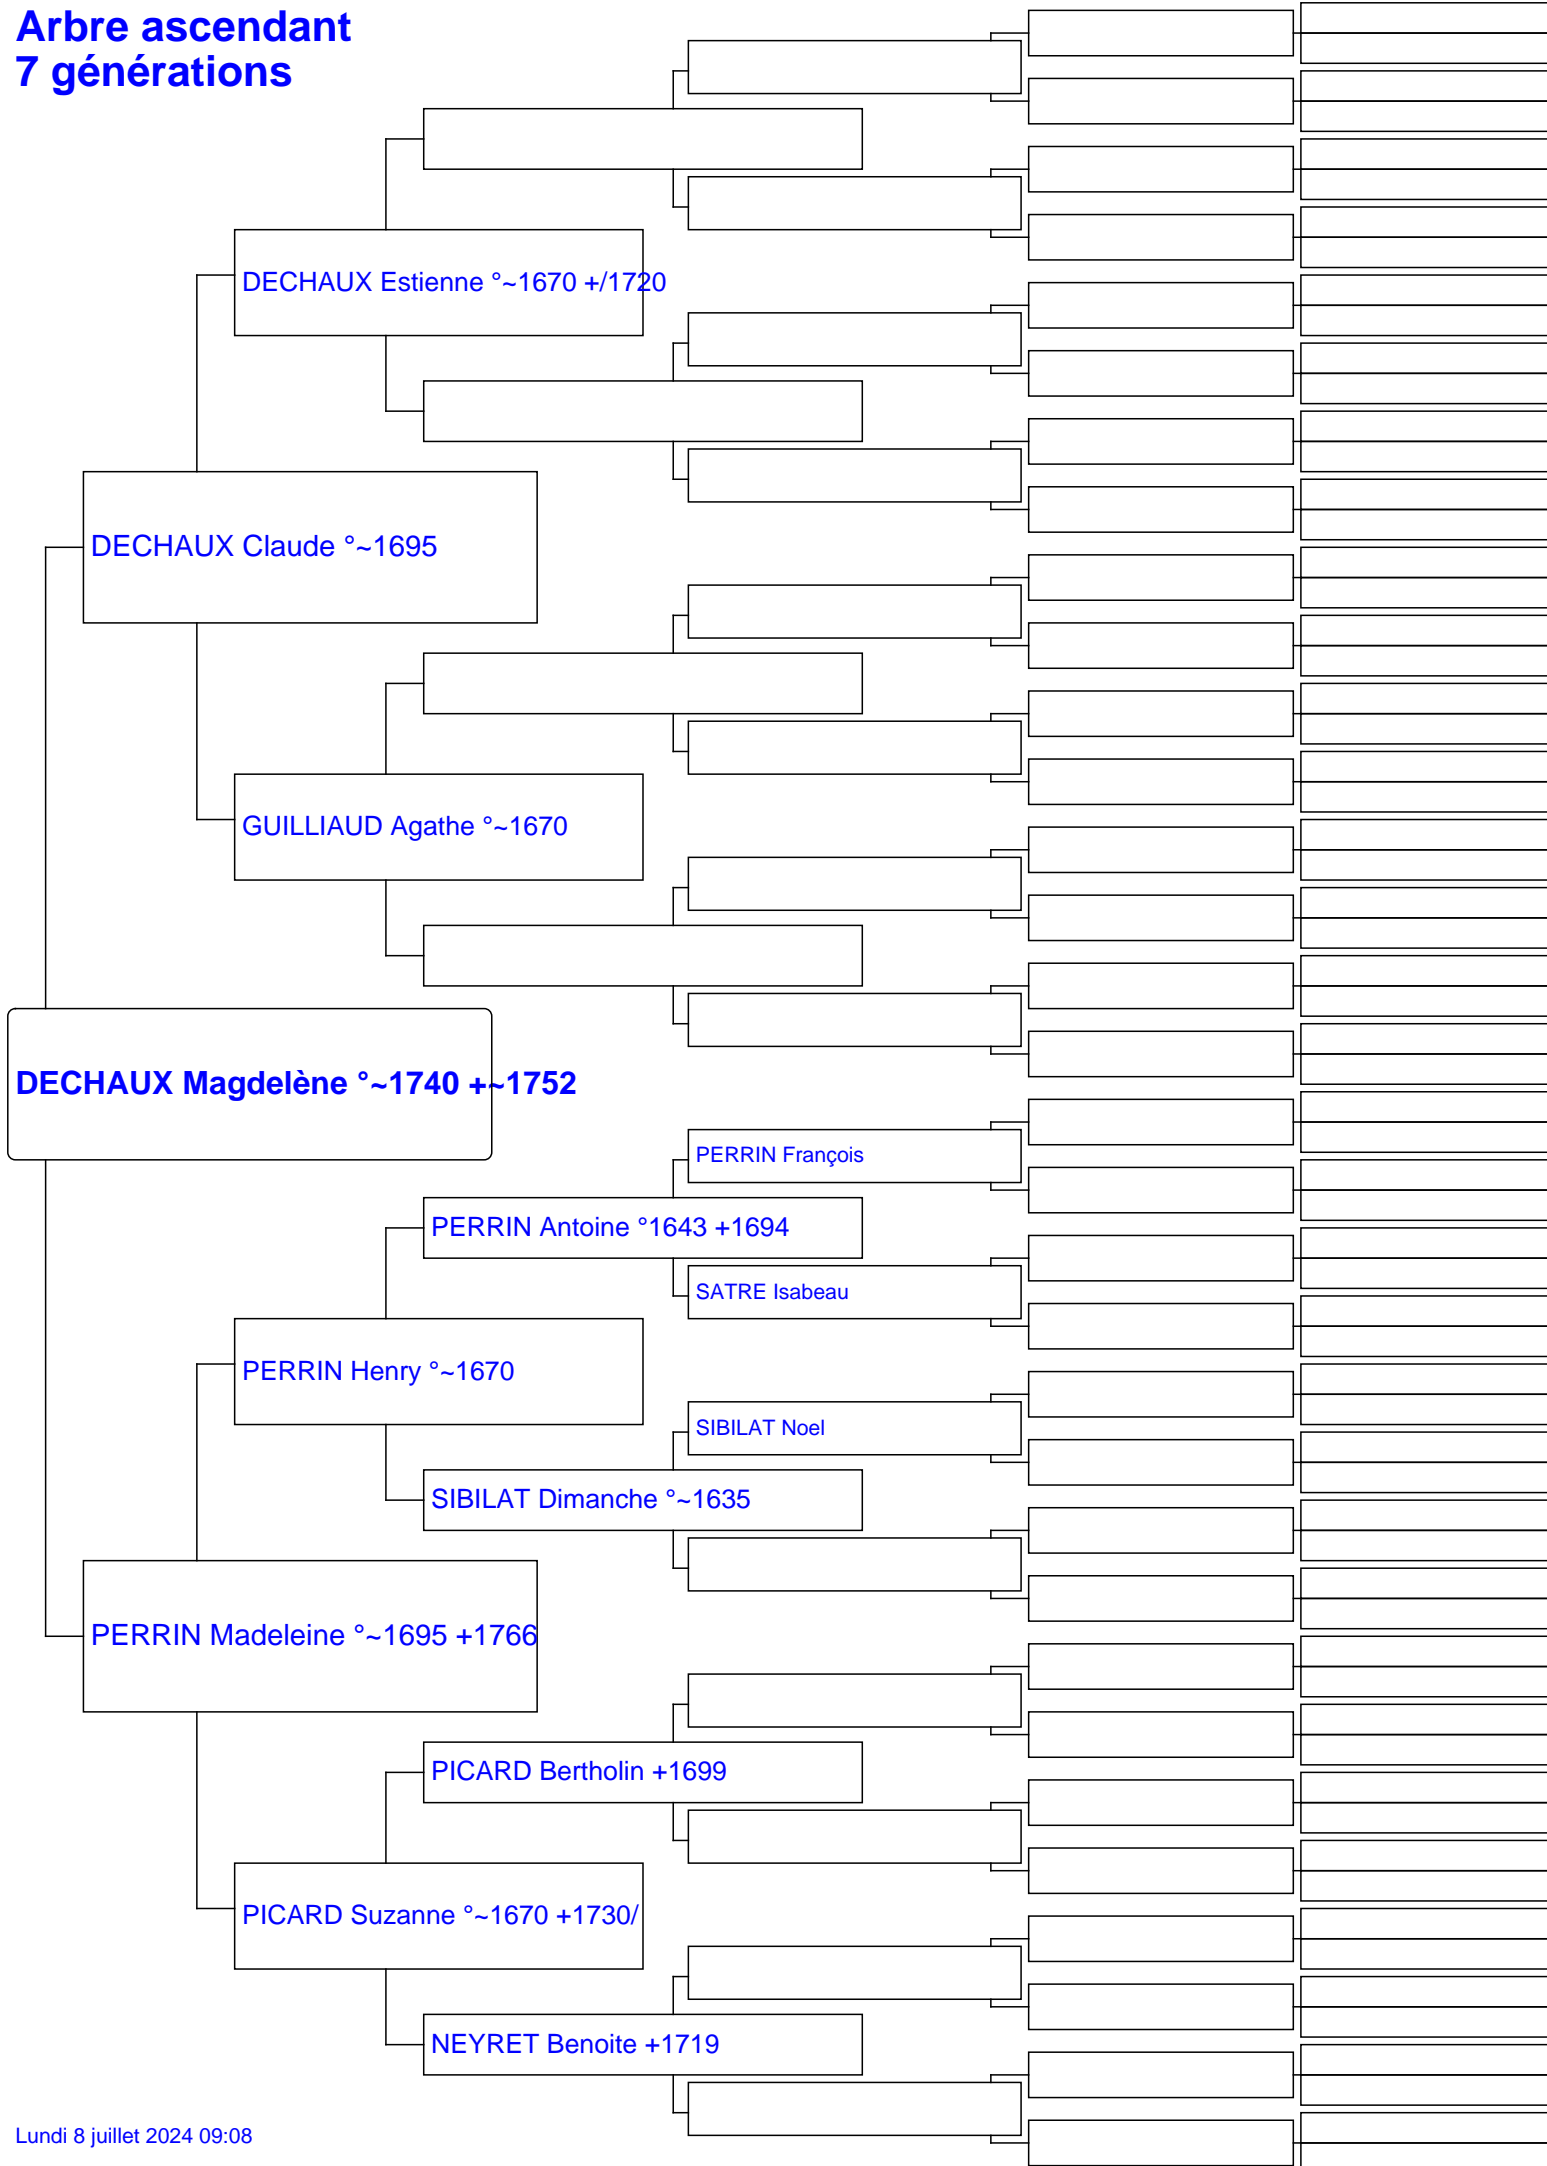 Arbre ascendant
7 générations
DECHAUX Estienne °~1670 +/1720
DECHAUX Claude °~1695
GUILLIAUD Agathe °~1670
DECHAUX Magdelène °~1740 +~1752
PERRIN François
PERRIN Antoine °1643 +1694
SATRE Isabeau
PERRIN Henry °~1670
SIBILAT Noel
SIBILAT Dimanche °~1635
PERRIN Madeleine °~1695 +1766
PICARD Bertholin +1699
PICARD Suzanne °~1670 +1730/
NEYRET Benoite +1719
Lundi 8 juillet 2024 09:08